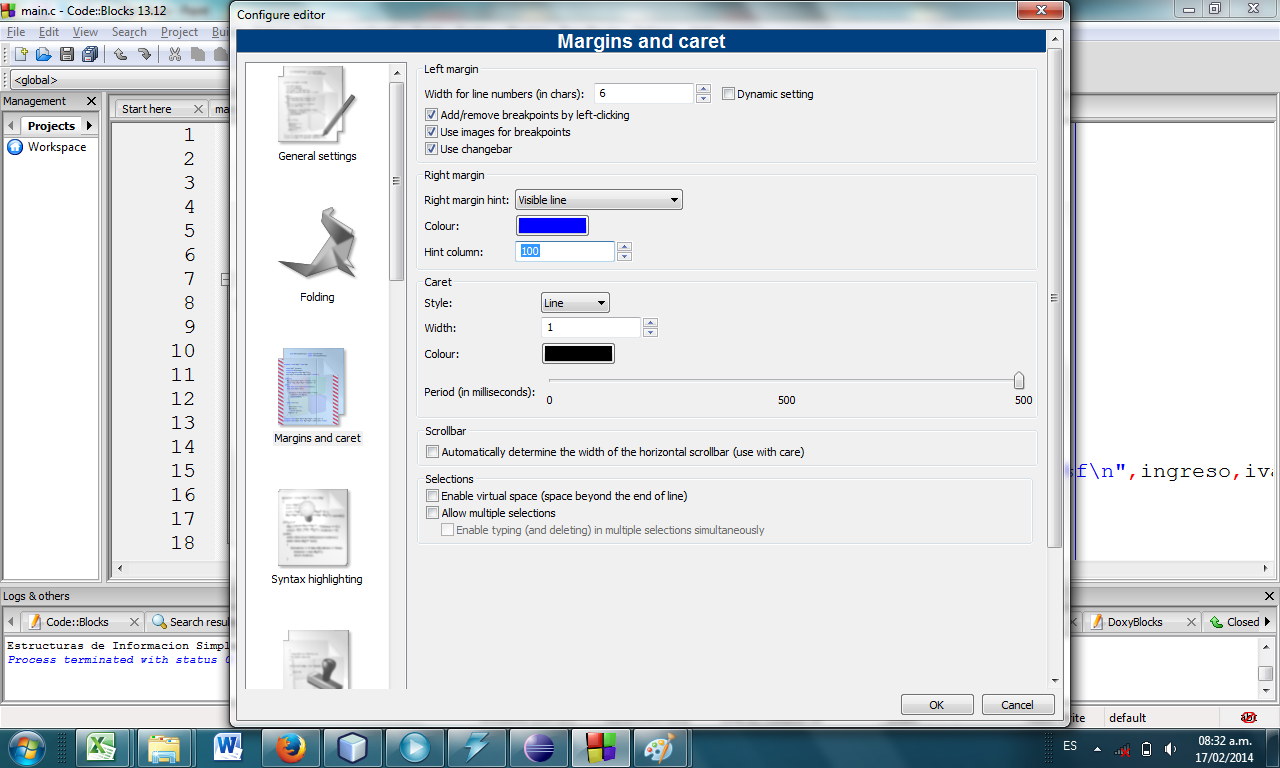 main.c - Code::Blocks 13.12
Configure editor
File Edit View Search Project
<global>
Management
Projects
Workspace
Start here
1
2
3
4
5
6
7
8
9
10
11
12
13
14
15
16
17
18
Margins and caret
General settings
Folding
Margins and caret
Syntax highlighting
Left margin
Width for line numbers (in chars): 6 Dynamic setting
Add/remove breakpoints by left-clicking
Use images for breakpoints
Use changebar
Right margin
Right margin hint: Visible line
Colour:
Hint column: 100
Caret
Style: Line
Width: 1
Colour:
Period (in milliseconds):
0 500 500
Scrollbar
Automatically determine the width of the horizontal scrollbar (use with care)
Selections
Enable virtual space (space beyond the end of line)
Allow multiple selections
Enable typing (and deleting) in multiple selections simultaneously
OK Cancel
f\n",ingreso,iva
Logs & others
Code::Blocks Search resu DoxyBlocks Closed
Estructuras de Informacion Simpl
Process terminated with status
default
ES 08:32 a.m.
17/02/2014